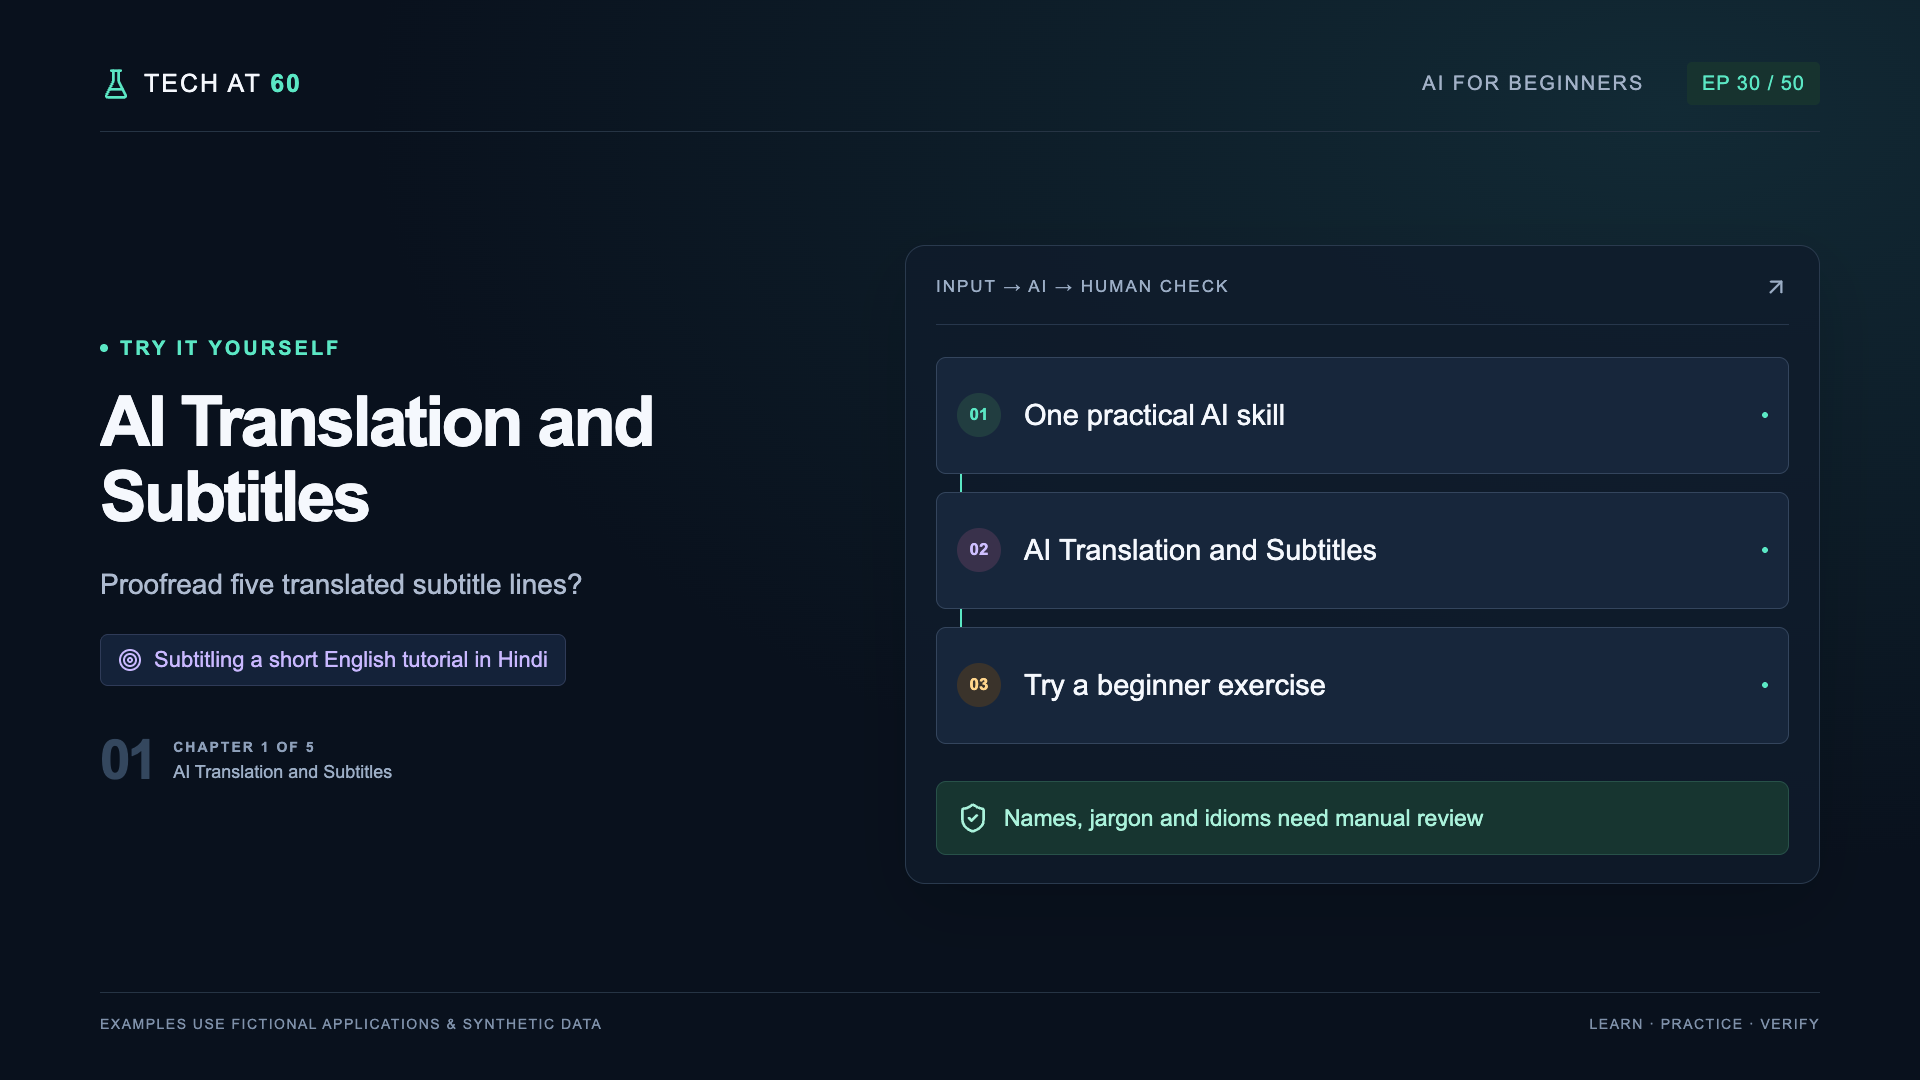 TECH AT 60
AI FOR BEGINNERS
EP 30 / 50
TRY IT YOURSELF
AI Translation and
Subtitles
Proofread five translated subtitle lines?
Subtitling a short English tutorial in Hindi
01
CHAPTER 1 OF 5
AI Translation and Subtitles
INPUT → AI → HUMAN CHECK
01 One practical AI skill
02 AI Translation and Subtitles
03 Try a beginner exercise
Names, jargon and idioms need manual review
EXAMPLES USE FICTIONAL APPLICATIONS & SYNTHETIC DATA
LEARN · PRACTICE · VERIFY